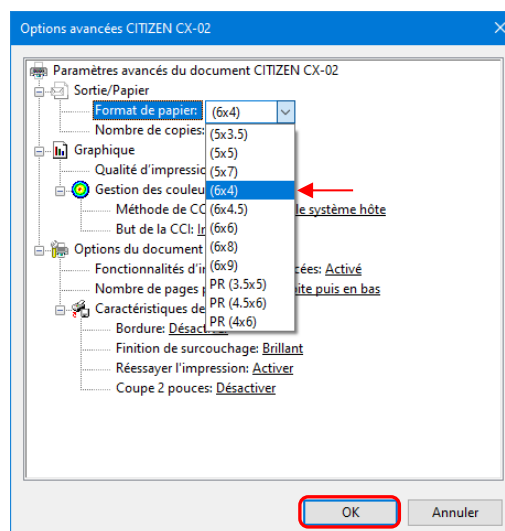 Options avancées CITIZEN CX-02
Paramètres avancés du document CITIZEN CX-02
Sortie/Papier
Format de papier: (6x4)
Nombre de copies:
(5x3.5)
Graphique
(5x5)
Qualité d'impressio
(5x7)
Gestion des couleu
(6x4)
Méthode de CC
(6x4.5)
le système hôte
But de la CCI: I
(6x6)
Options du document
(6x8)
Fonctionnalités d'i
(6x9)
cées: Activé
Nombre de pages
PR (3.5x5)
ite puis en bas
Caractéristiques de
PR (4.5x6)
Bordure: Désact
PR (4x6)
Finition de surcouchage: Brillant
Réessayer l'impression: Activer
Coupe 2 pouces: Désactiver
OK
Annuler